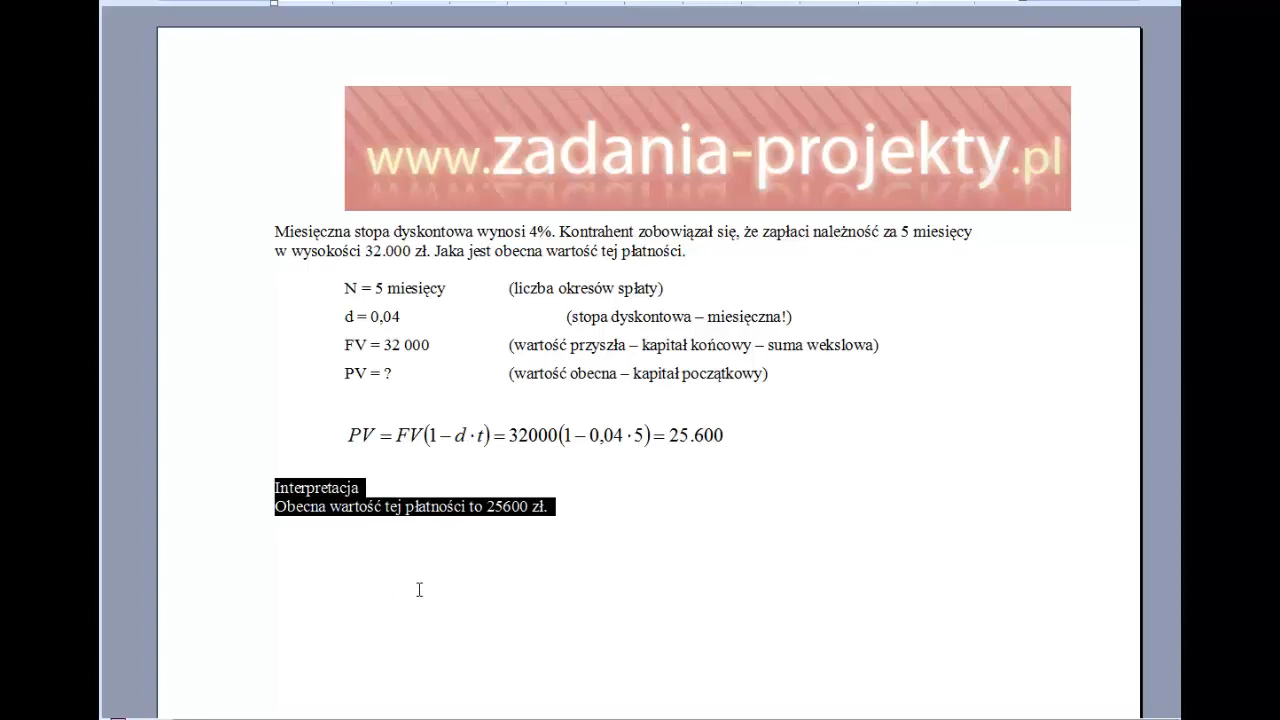 www.zadania-projekty.pl
Miesięczna stopa dyskontowa wynosi 4%. Kontrahent zobowiązał się, że zapłaci należność za 5 miesięcy
w wysokości 32.000 zł. Jaka jest obecna wartość tej płatności.
N = 5 miesięcy (liczba okresów spłaty)
d = 0,04 (stopa dyskontowa – miesięczna!)
FV = 32 000 (wartość przyszła – kapitał końcowy – suma wekslowa)
PV = ? (wartość obecna – kapitał początkowy)
PV = FV(1 – d · t) = 32000(1 – 0,04 · 5) = 25.600
Interpretacja
Obecna wartość tej płatności to 25600 zł.